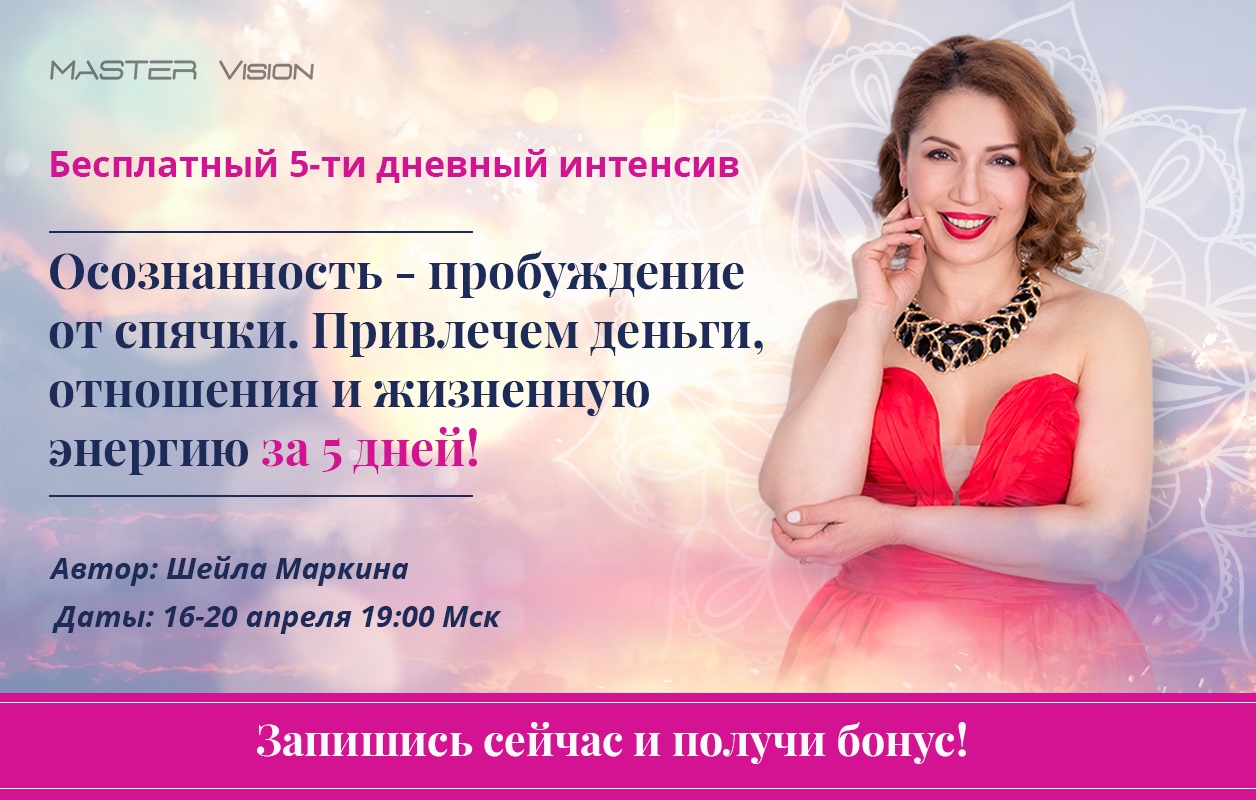 MASTER VISION
Бесплатный 5-ти дневный интенсив
Осознанность - пробуждение
от спячки. Привлечем деньги,
отношения и жизненную
энергию за 5 дней!
Автор: Шейла Маркина
Даты: 16-20 апреля 19:00 Мск
Запишись сейчас и получи бонус!